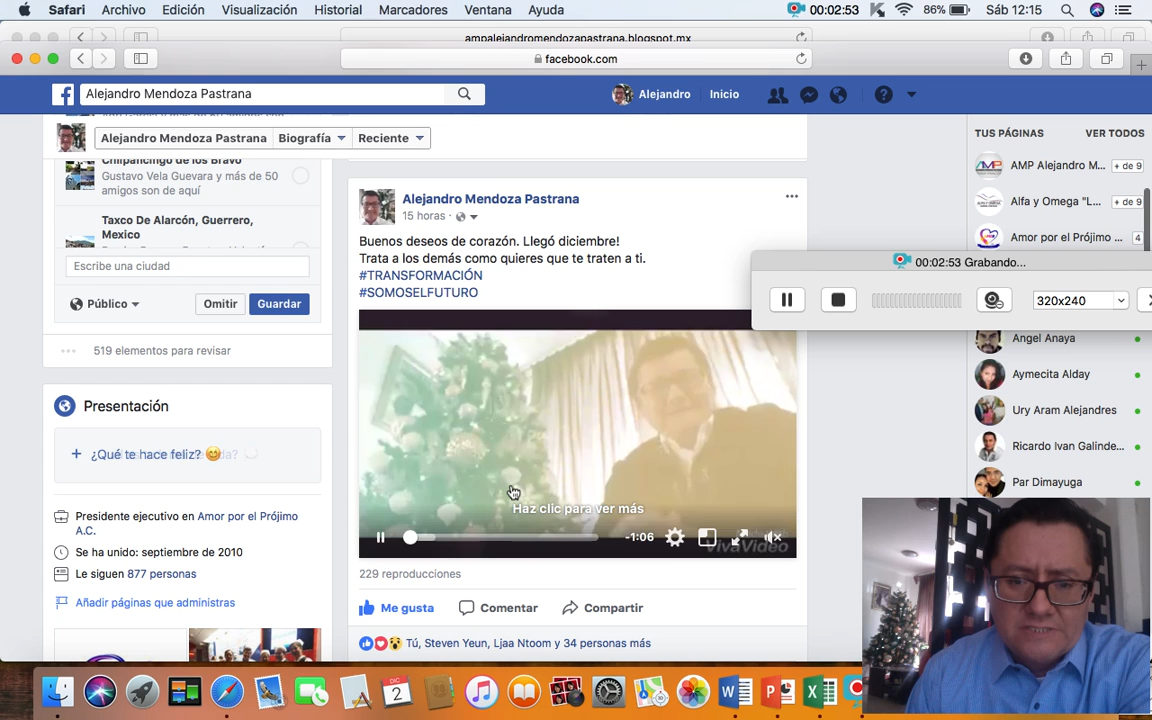 Safari Archivo Edición Visualización Historial Marcadores Ventana Ayuda 00:02:53 86% Sáb 12:15
ampalejandromendozapastrana.blogspot.mx
facebook.com
Alejandro Mendoza Pastrana Alejandro Inicio
Alejandro Mendoza Pastrana Biografía Reciente
TUS PÁGINAS VER TODOS
AMP Alejandro M... + de 9
Alfa y Omega "L... + de 9
Amor por el Prójimo ... 4
Chilpancingo de los Bravo
Gustavo Vela Guevara y más de 50
amigos son de aquí
Taxco De Alarcón, Guerrero,
Mexico
Escribe una ciudad
Público Omitir Guardar
519 elementos para revisar
Presentación
+ ¿Qué te hace feliz?
Presidente ejecutivo en Amor por el Prójimo
A.C.
Se ha unido: septiembre de 2010
Le siguen 877 personas
Añadir páginas que administras
Alejandro Mendoza Pastrana
15 horas
Buenos deseos de corazón. Llegó diciembre!
Trata a los demás como quieres que te traten a ti.
#TRANSFORMACIÓN
#SOMOSELFUTURO
Haz clic para ver más
-1:06
VivaVideo
229 reproducciones
Me gusta Comentar Compartir
Tú, Steven Yeun, Ljaa Ntoom y 34 personas más
00:02:53 Grabando...
320x240
Angel Anaya
Aymecita Alday
Ury Aram Alejandres
Ricardo Ivan Galinde...
Par Dimayuga
DIC
2